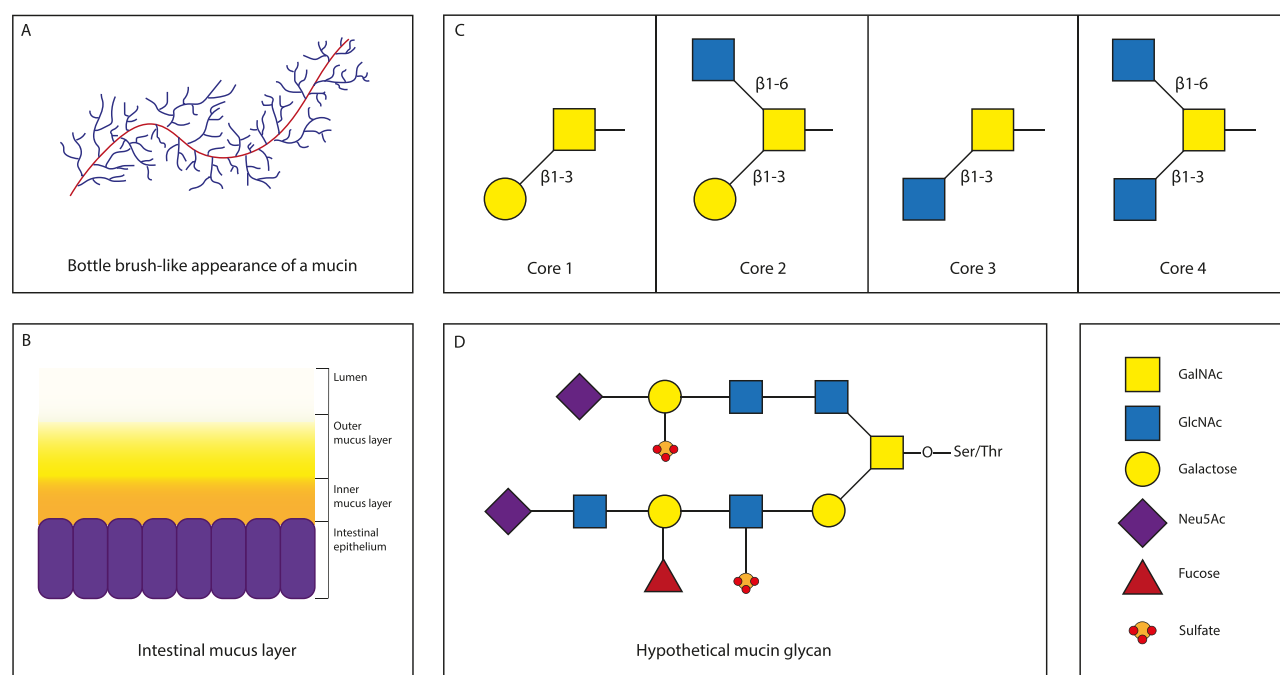 A
Bottle brush-like appearance of a mucin
C
β1-3
Core 1
β1-6
β1-3
Core 2
β1-3
Core 3
β1-6
β1-3
Core 4
B
Lumen
Outer
mucus layer
Inner
mucus layer
Intestinal
epithelium
Intestinal mucus layer
D
O
Ser/Thr
Hypothetical mucin glycan
GalNAc
GlcNAc
Galactose
Neu5Ac
Fucose
Sulfate